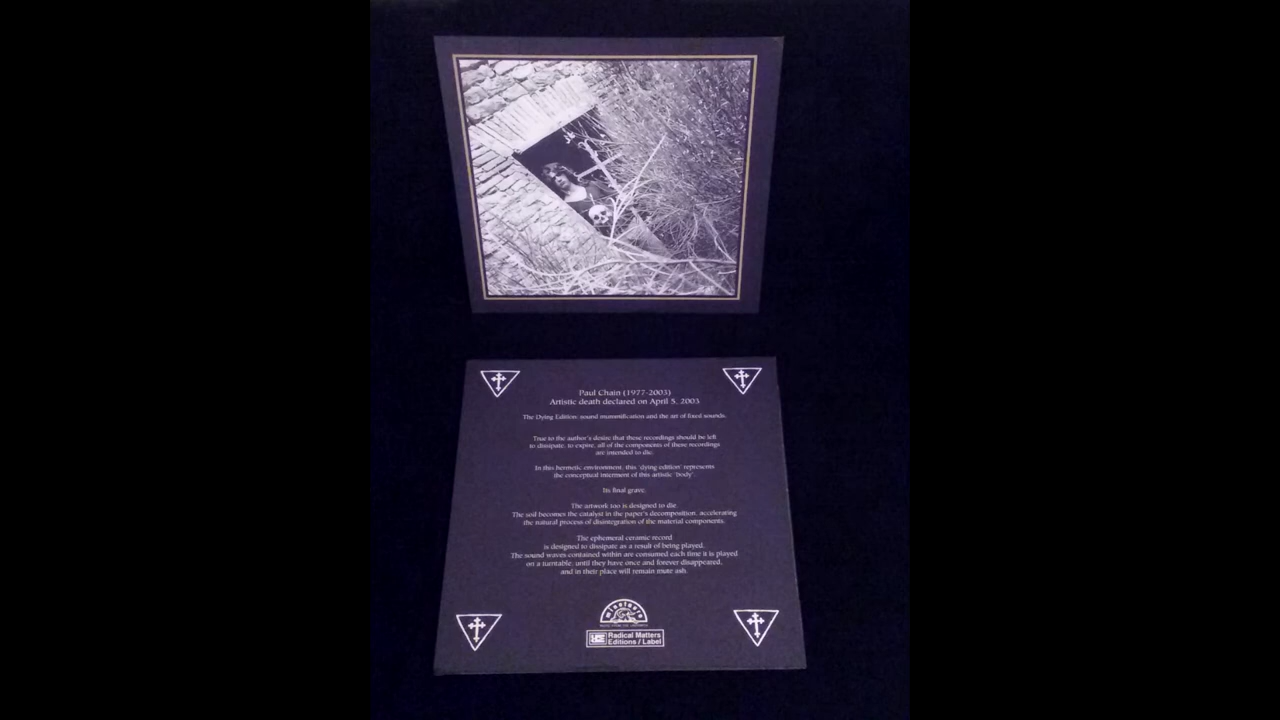 Paul Chain (1977-2003)
Artistic death declared on April 5, 2003
The Dying Edition: sound mummification and the art of fixed sounds.
True to the author's desire that these recordings should be left
to dissipate, to expire, all of the components of these recordings
are intended to die.
In this hermetic environment, this 'dying edition' represents
the conceptual interment of this artistic 'body'.
Its final grave.
The artwork too is designed to die
The soil becomes the catalyst in the paper's decomposition, accelerating
the natural process of disintegration of the material components.
The ephemeral ceramic record
is designed to dissipate as a result of being played.
The sound waves contained within are consumed each time it is played
on a turntable, until they have once and forever disappeared,
and in their place will remain mute ash.
minotauro
Radical Matters
Editions / Label